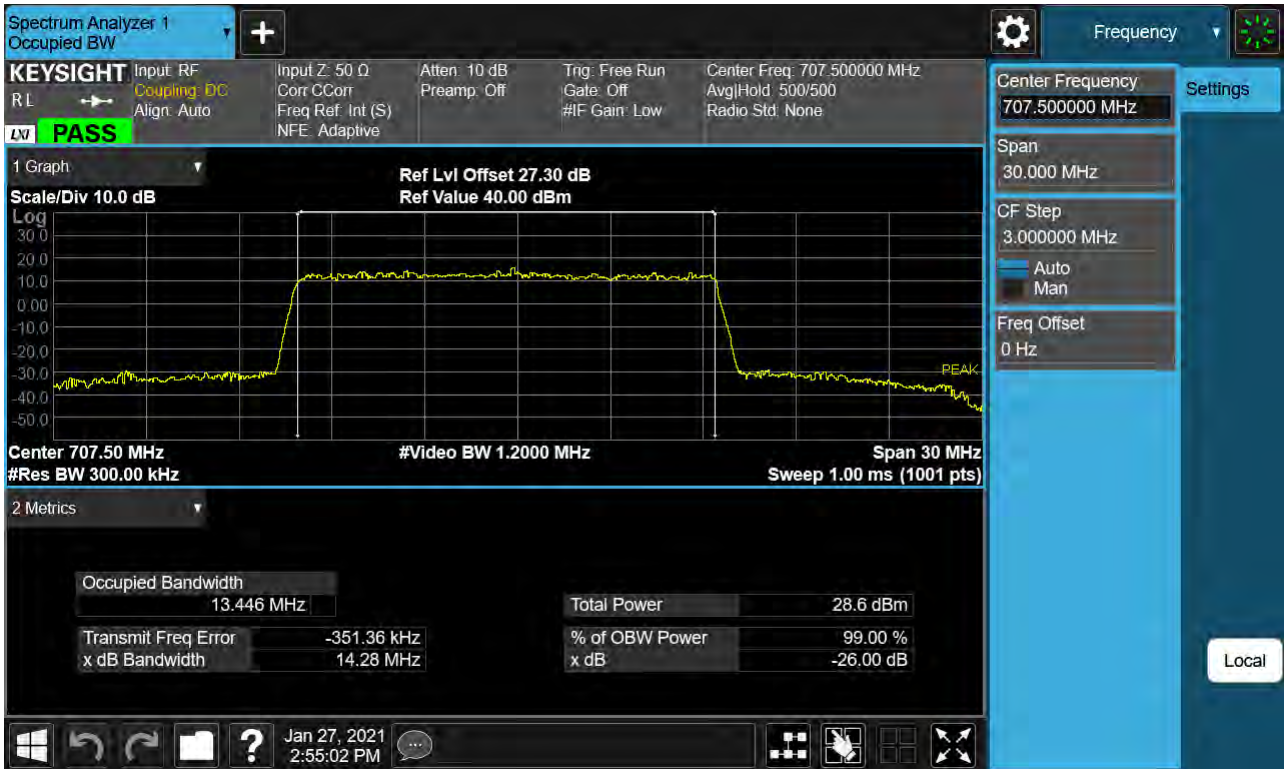 Spectrum Analyzer 1
Occupied BW
Frequency
KEYSIGHT
R L
LXI
PASS
Input: RF
Coupling: DC
Align: Auto
Input Z: 50 Ω
Corr CCorr
Freq Ref: Int (S)
NFE: Adaptive
Atten: 10 dB
Preamp: Off
Trig: Free Run
Gate: Off
#IF Gain: Low
Center Freq: 707.500000 MHz
Avg|Hold: 500/500
Radio Std: None
Center Frequency
707.500000 MHz
Settings
Span
30.000 MHz
CF Step
3.000000 MHz
Auto
Man
Freq Offset
0 Hz
1 Graph
Scale/Div 10.0 dB
Ref Lvl Offset 27.30 dB
Ref Value 40.00 dBm
Log
30.0
20.0
10.0
0.00
-10.0
-20.0
-30.0
-40.0
-50.0
PEAK
Center 707.50 MHz
#Video BW 1.2000 MHz
Span 30 MHz
#Res BW 300.00 kHz
Sweep 1.00 ms (1001 pts)
2 Metrics
Occupied Bandwidth
13.446 MHz
Total Power 28.6 dBm
Transmit Freq Error -351.36 kHz
% of OBW Power 99.00 %
x dB Bandwidth 14.28 MHz
x dB -26.00 dB
Local
?
Jan 27, 2021
2:55:02 PM